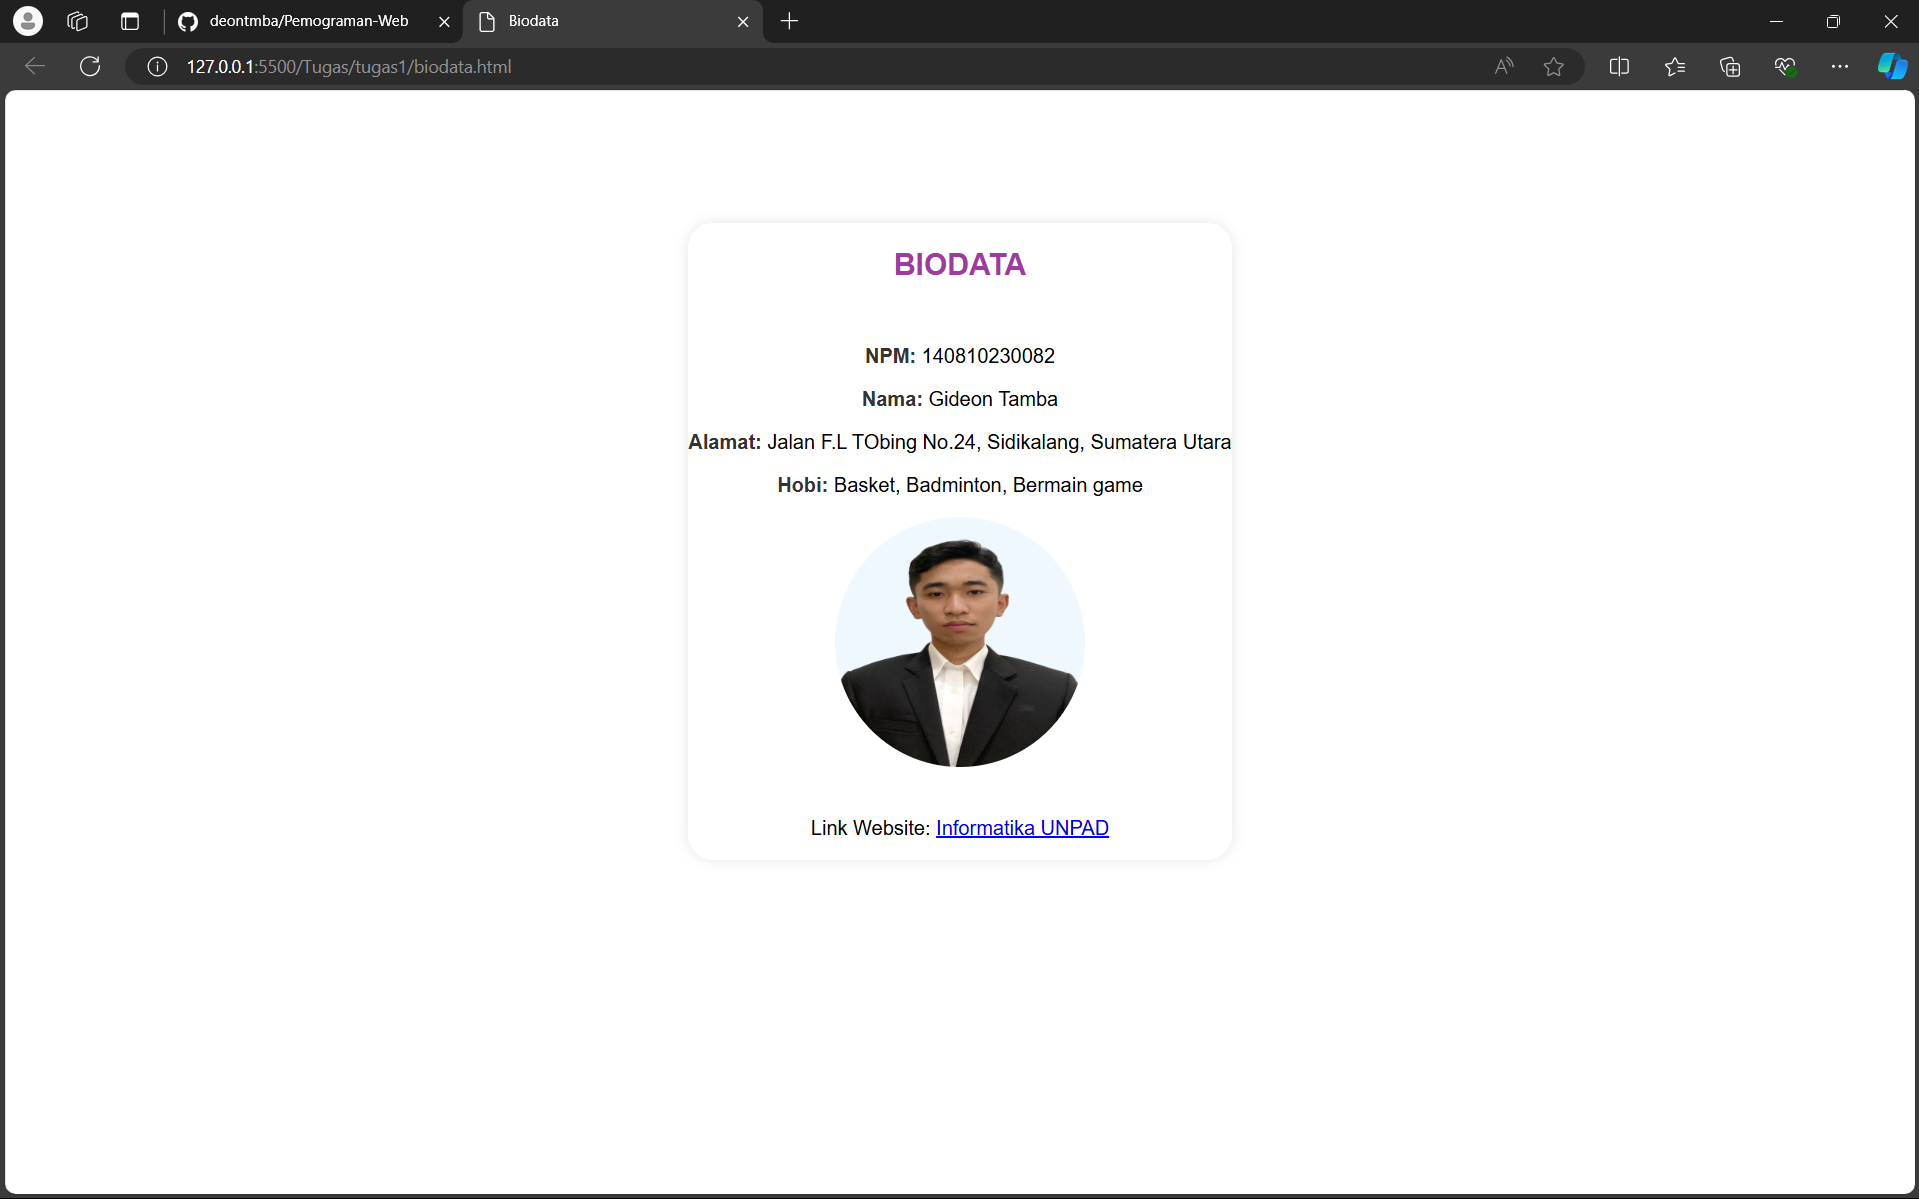 deontmba/Pemograman-Web
Biodata
127.0.0.1:5500/Tugas/tugas1/biodata.html
BIODATA
NPM: 140810230082
Nama: Gideon Tamba
Alamat: Jalan F.L TObing No.24, Sidikalang, Sumatera Utara
Hobi: Basket, Badminton, Bermain game
Link Website: Informatika UNPAD